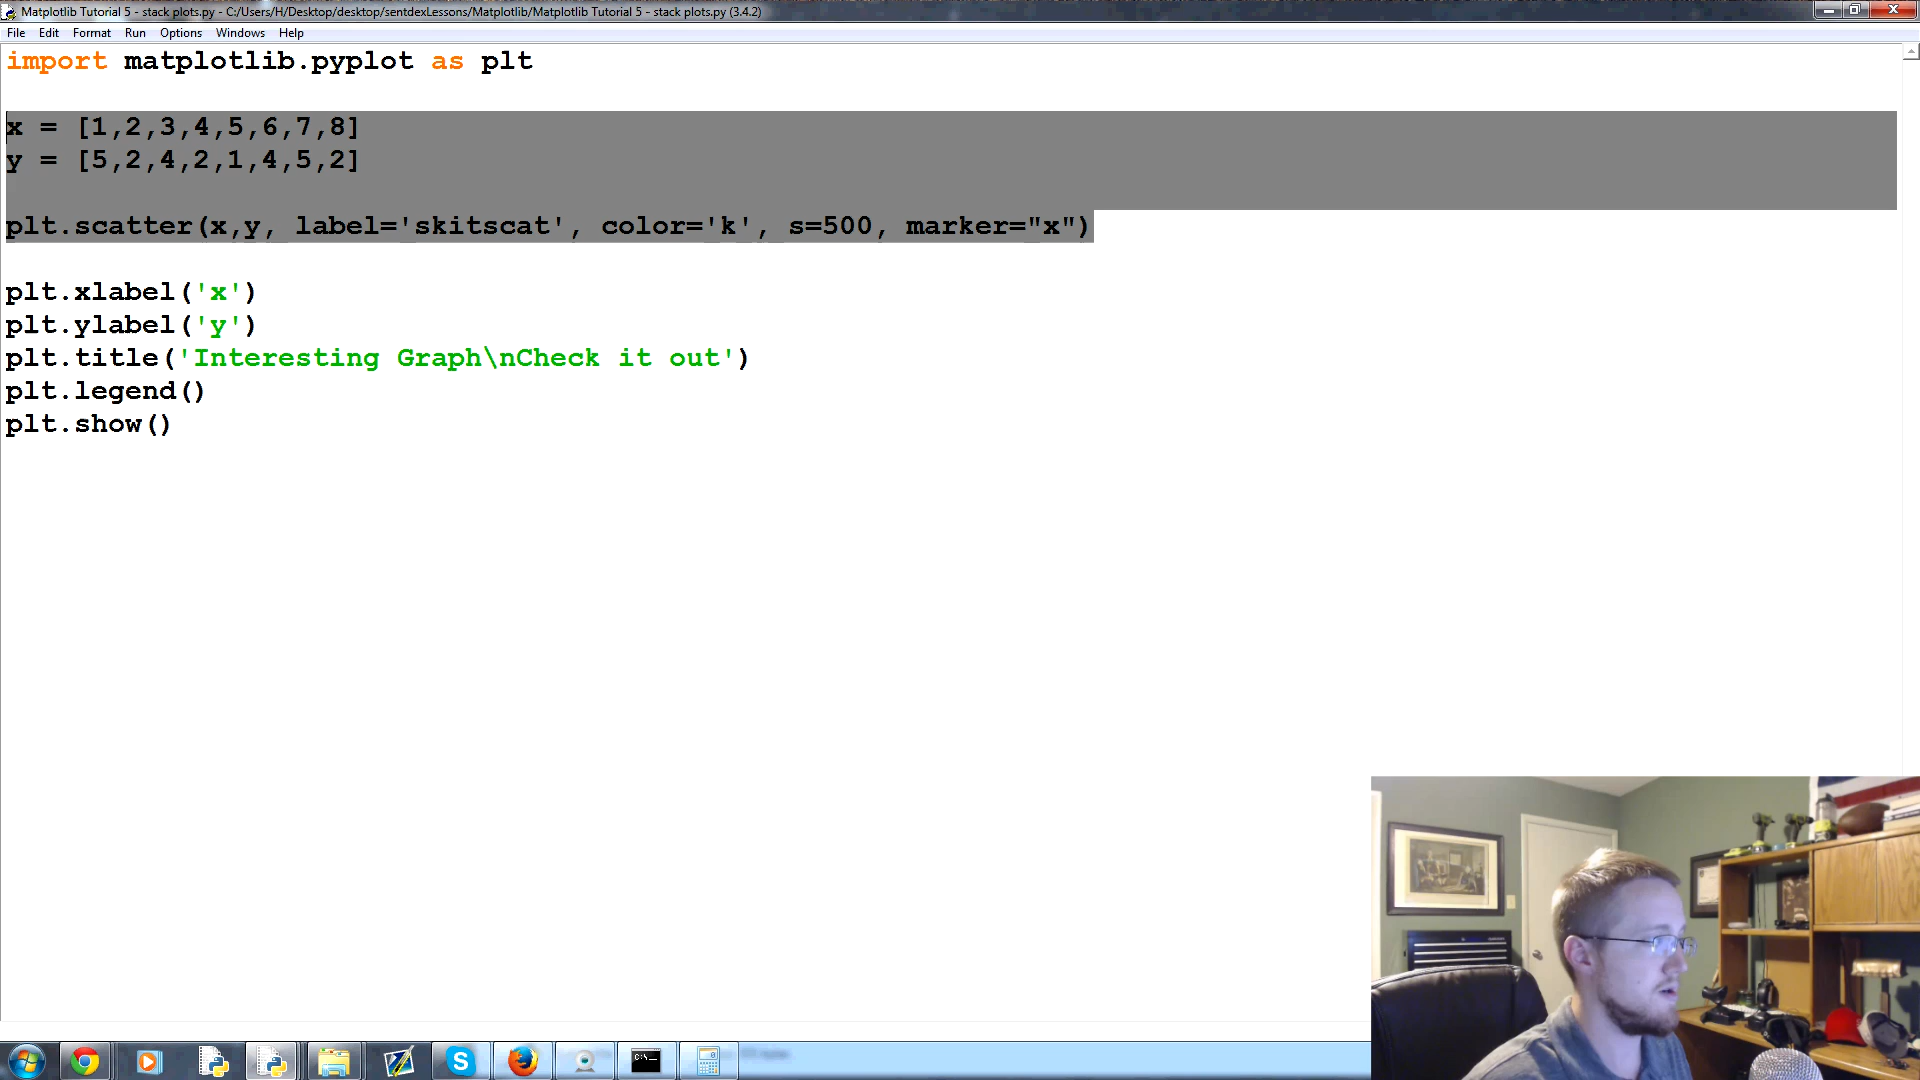 Matplotlib Tutorial 5 - stack plots.py - C:/Users/H/Desktop/desktop/sentdexLessons/Matplotlib/Matplotlib Tutorial 5 - stack plots.py (3.4.2)
File Edit Format Run Options Windows Help
import matplotlib.pyplot as plt
x = [1,2,3,4,5,6,7,8]
y = [5,2,4,2,1,4,5,2]
plt.scatter(x,y, label='skitscat', color='k', s=500, marker="x")
plt.xlabel('x')
plt.ylabel('y')
plt.title('Interesting Graph\nCheck it out')
plt.legend()
plt.show()